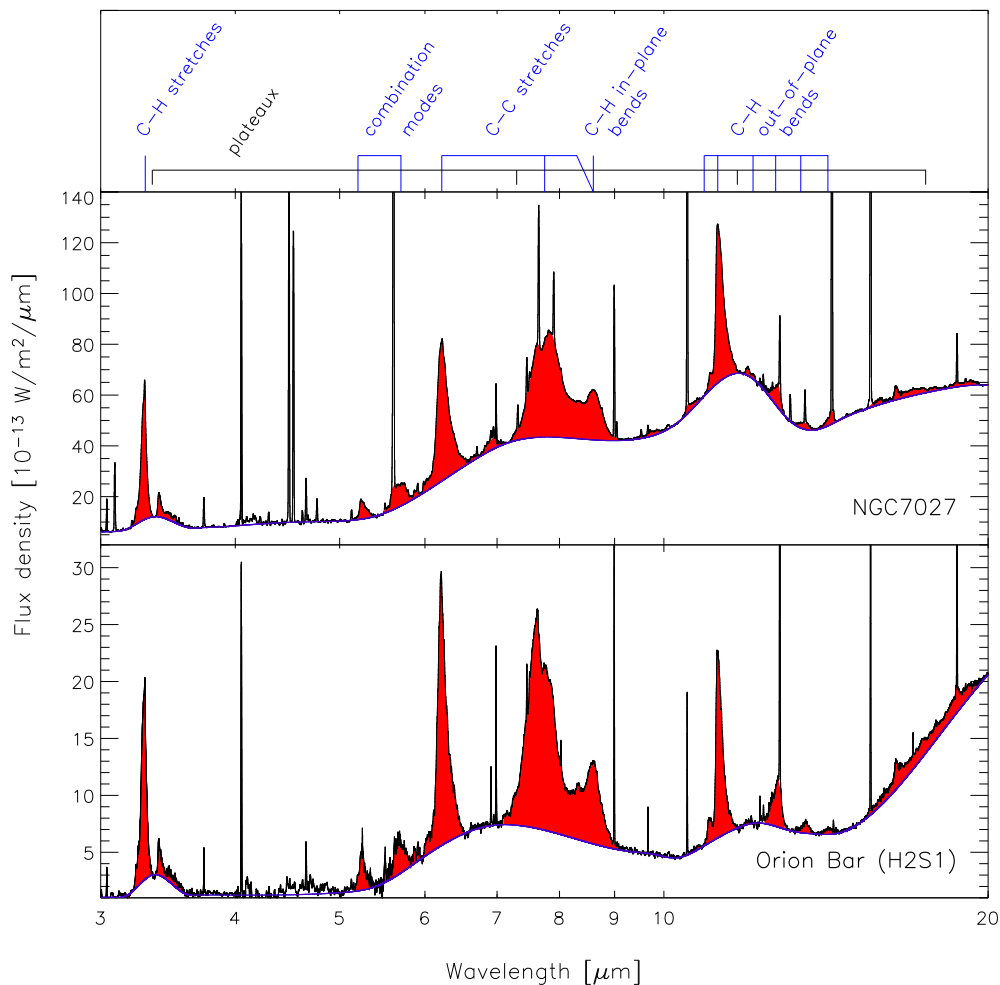 C-H stretches
plateaux
combination
modes
C-C stretches
C-H in-plane
bends
C-H
out-of-plane
bends
140
120
100
80
60
40
20
NGC7027
30
25
20
15
10
5
Orion Bar (H2S1)
Flux density [10⁻¹³ W/m²/μm]
3 4 5 6 7 8 9 10 20
Wavelength [μm]